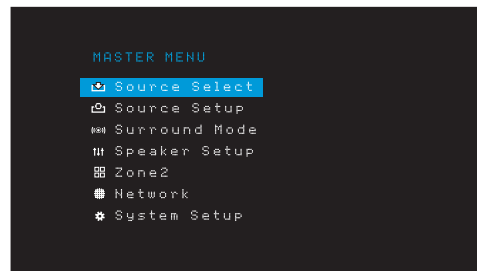 MASTER MENU
Source Select
Source Setup
Surround Mode
Speaker Setup
Zone2
Network
System Setup